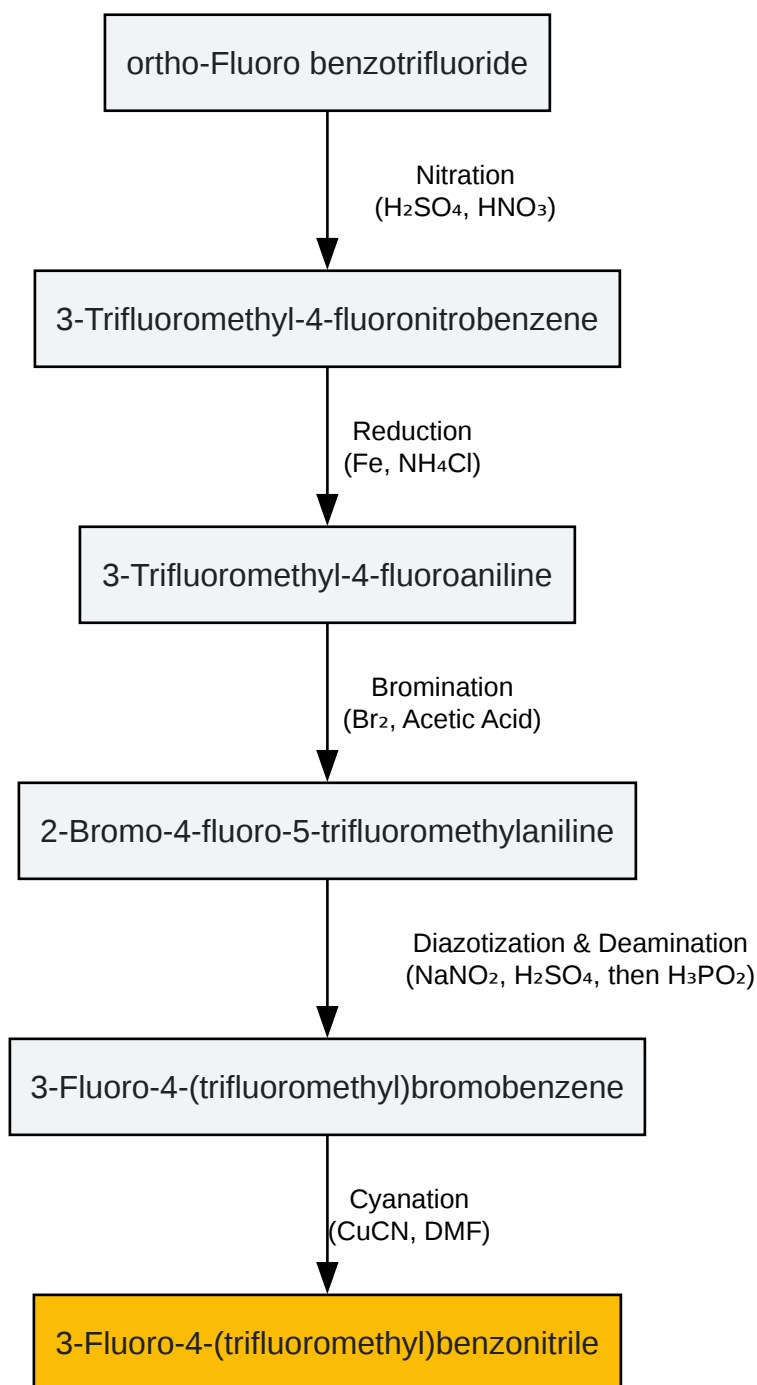 ortho-Fluoro benzotrifluoride
Nitration
(H₂SO₄, HNO₃)
3-Trifluoromethyl-4-fluoronitrobenzene
Reduction
(Fe, NH₄Cl)
3-Trifluoromethyl-4-fluoroaniline
Bromination
(Br₂, Acetic Acid)
2-Bromo-4-fluoro-5-trifluoromethylaniline
Diazotization & Deamination
(NaNO₂, H₂SO₄, then H₃PO₂)
3-Fluoro-4-(trifluoromethyl)bromobenzene
Cyanation
(CuCN, DMF)
3-Fluoro-4-(trifluoromethyl)benzonitrile